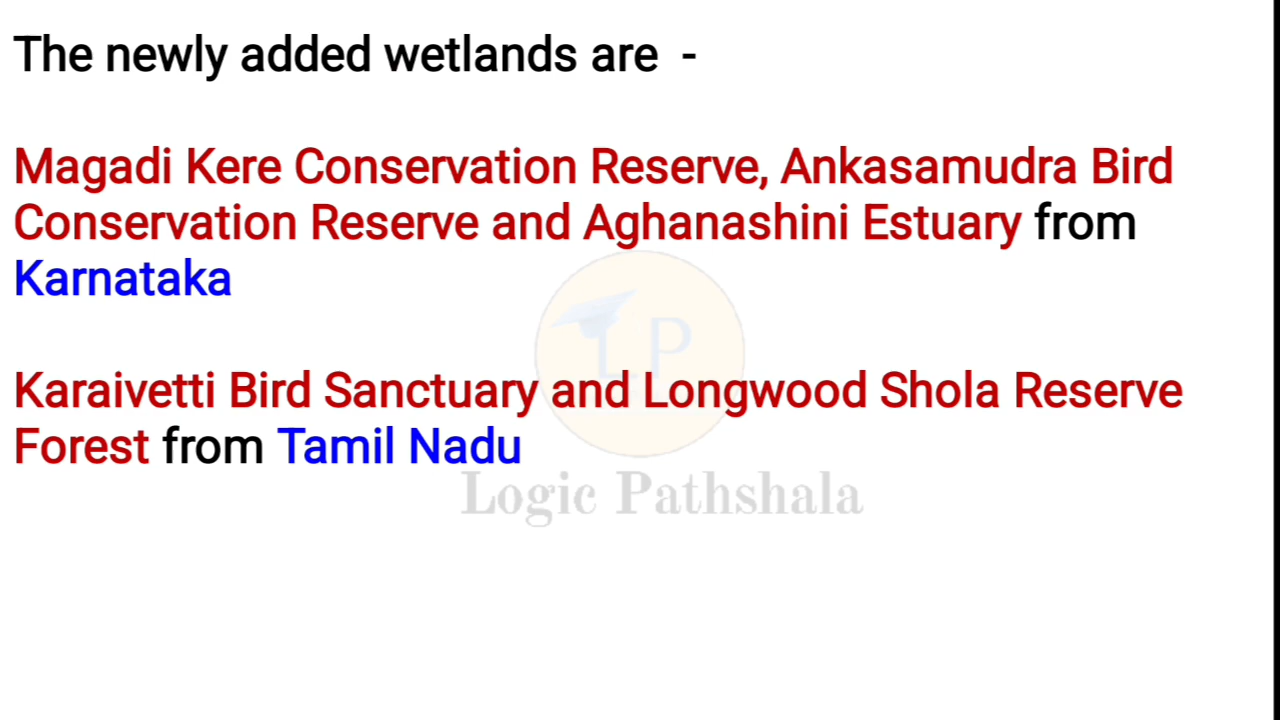 The newly added wetlands are -
Magadi Kere Conservation Reserve, Ankasamudra Bird
Conservation Reserve and Aghanashini Estuary from
Karnataka
Karaivetti Bird Sanctuary and Longwood Shola Reserve
Forest from Tamil Nadu
LP
Logic Pathshala